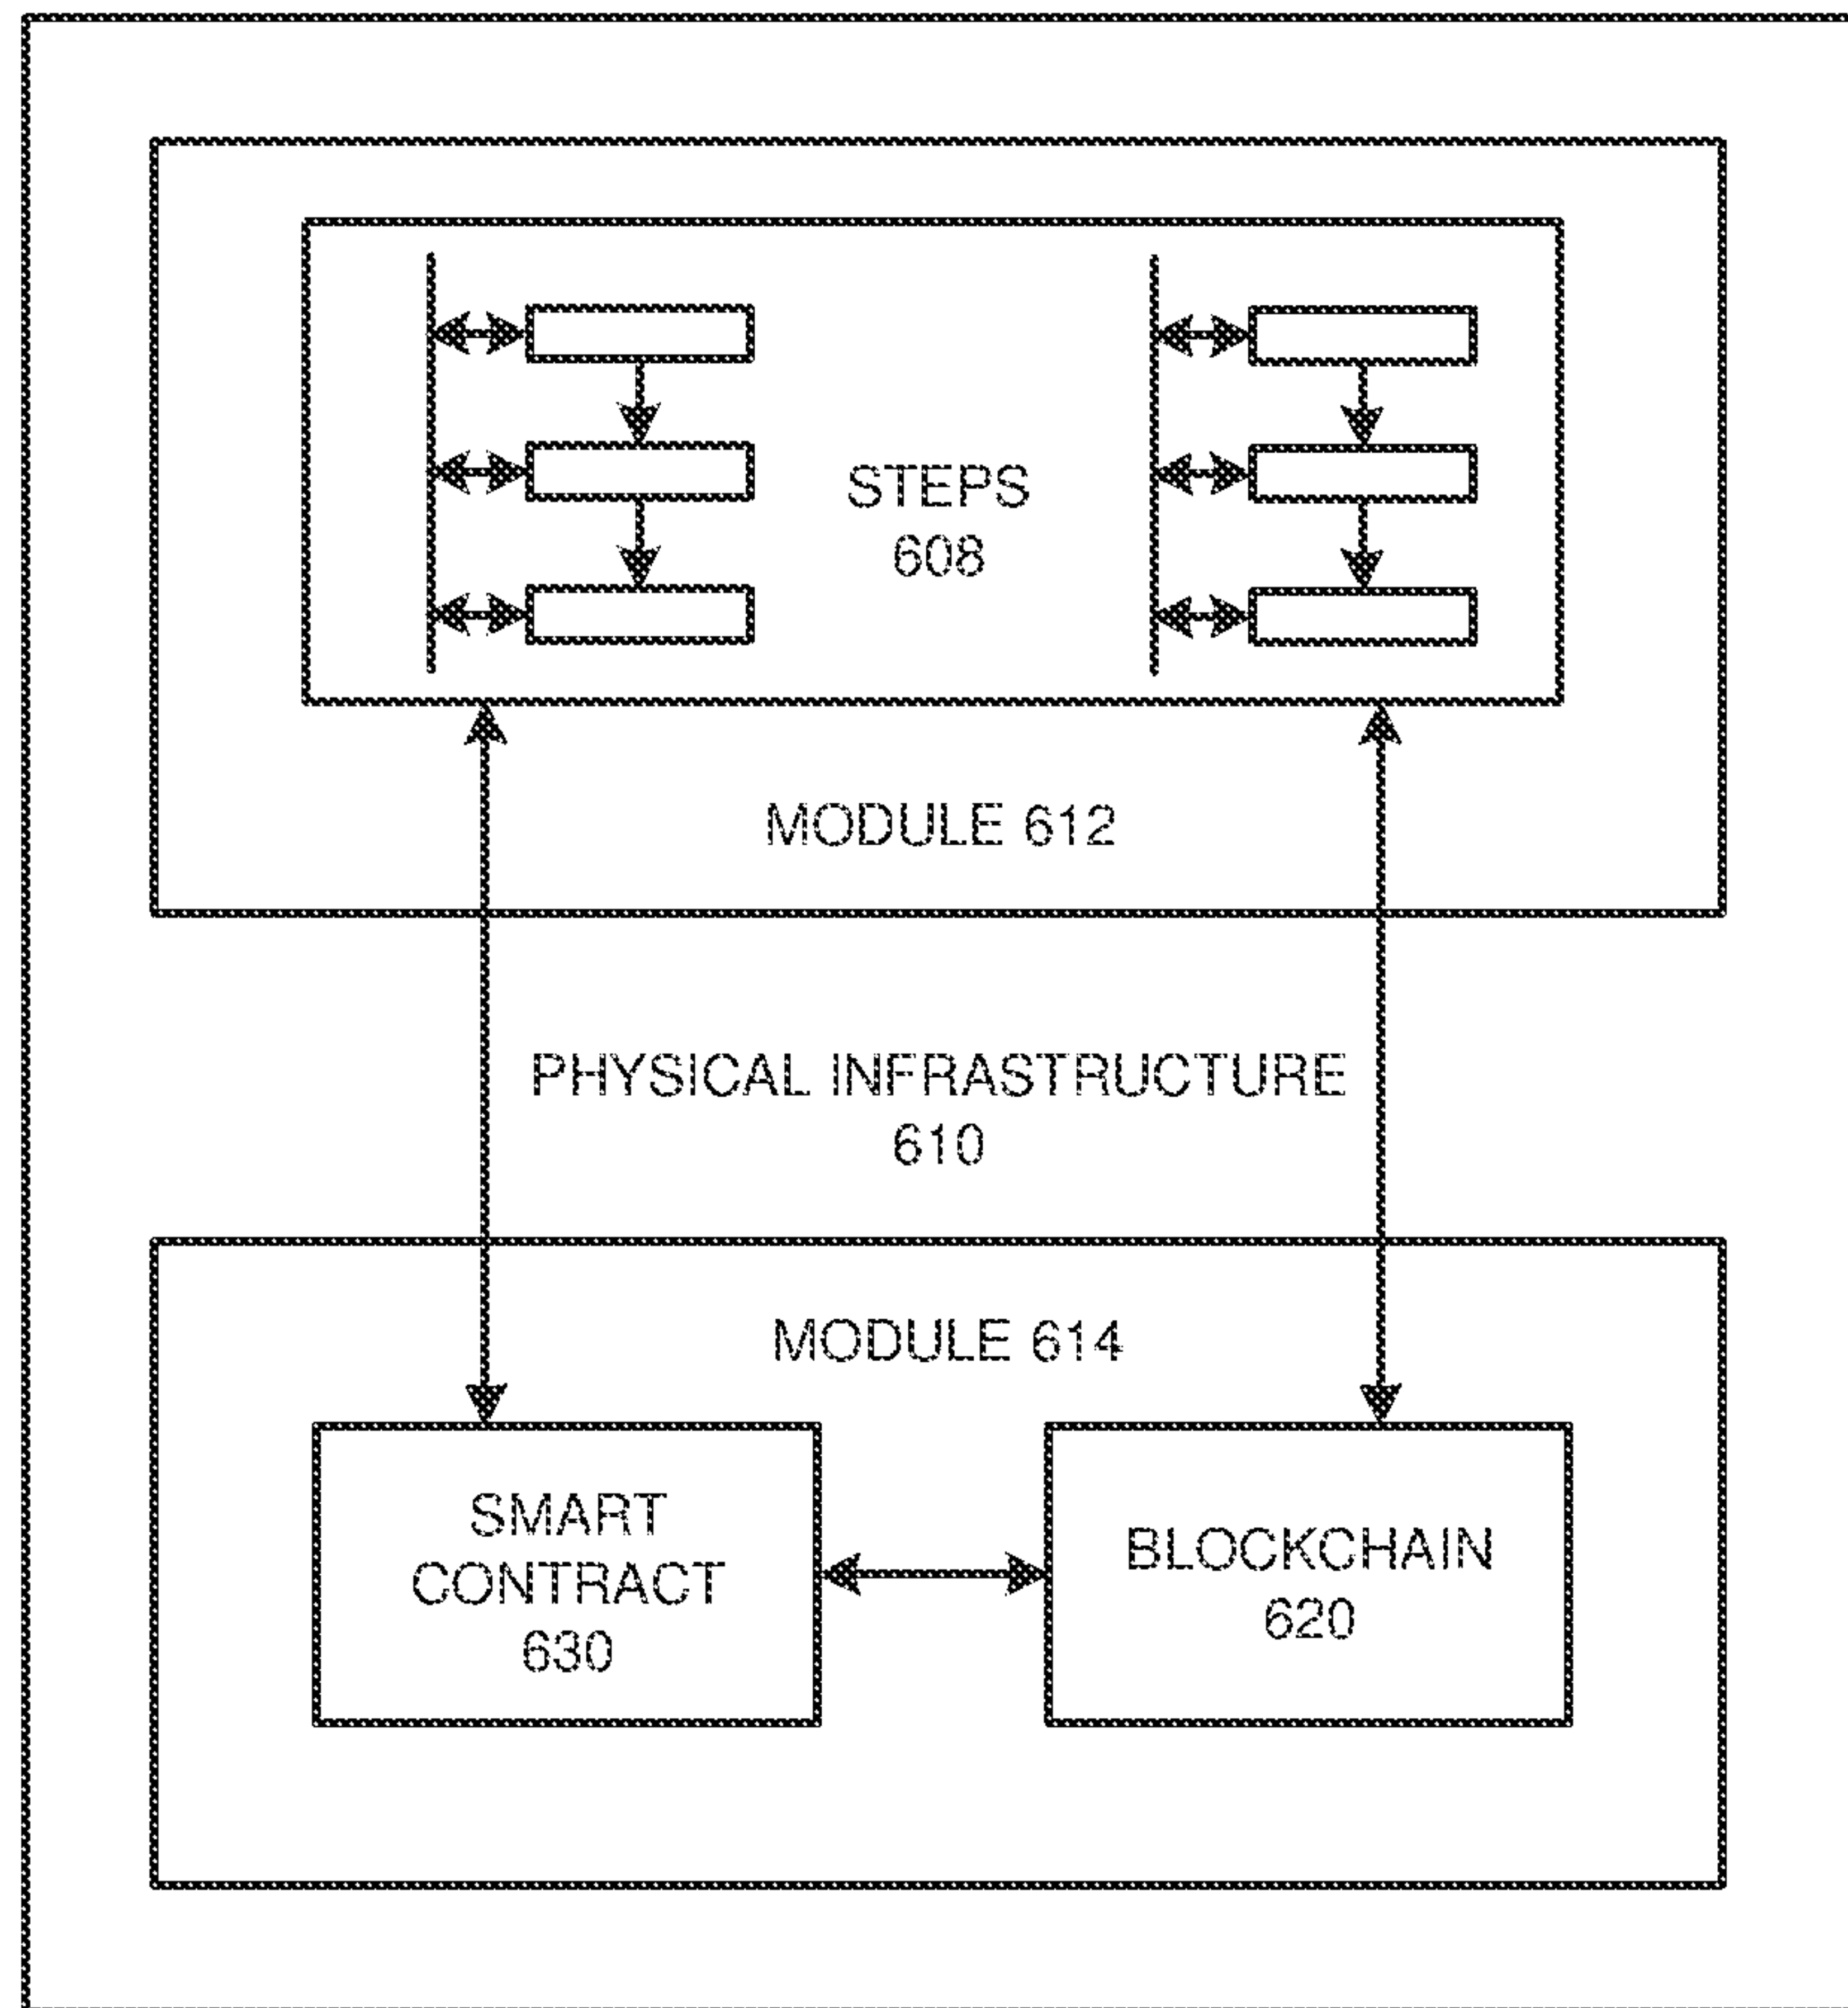 STEPS
608
MODULE 612
PHYSICAL INFRASTRUCTURE
610
MODULE 614
SMART
CONTRACT
630
BLOCKCHAIN
620